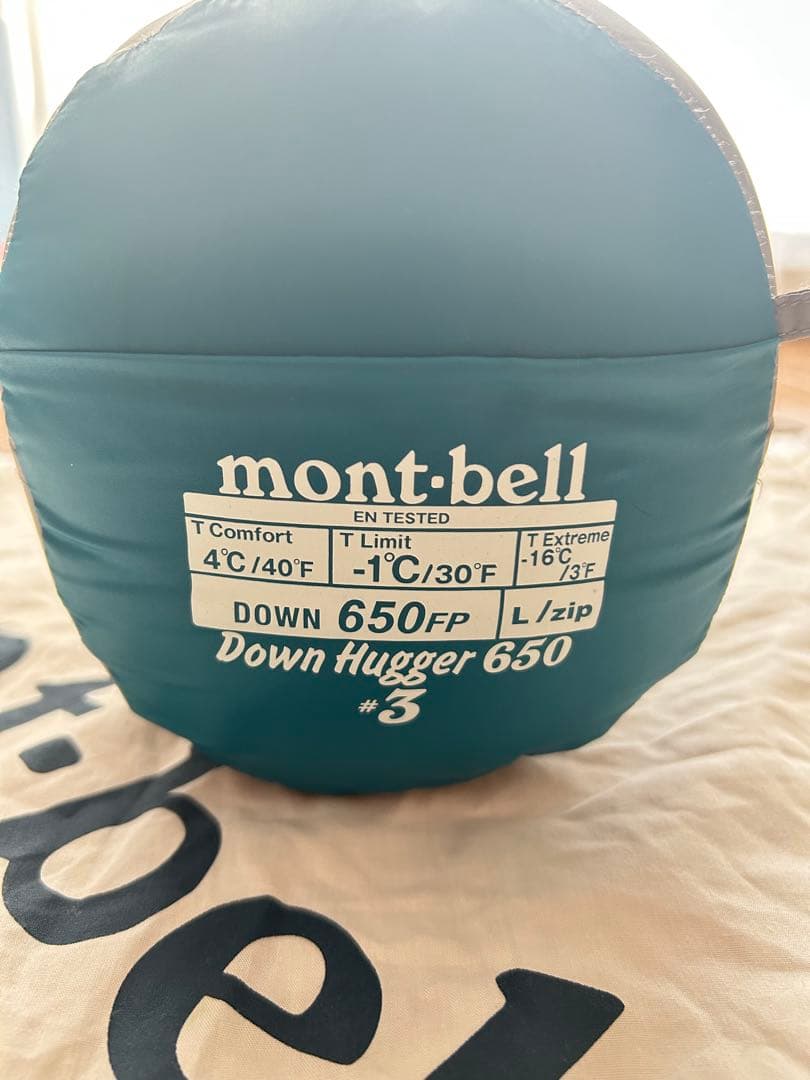 mont·bell
EN TESTED
T Comfort
4°C/40°F
T Limit
-1°C/30°F
T Extreme
-16°C
/3°F
DOWN 650FP
L/zip
Down Hugger 650
#3
t·bel